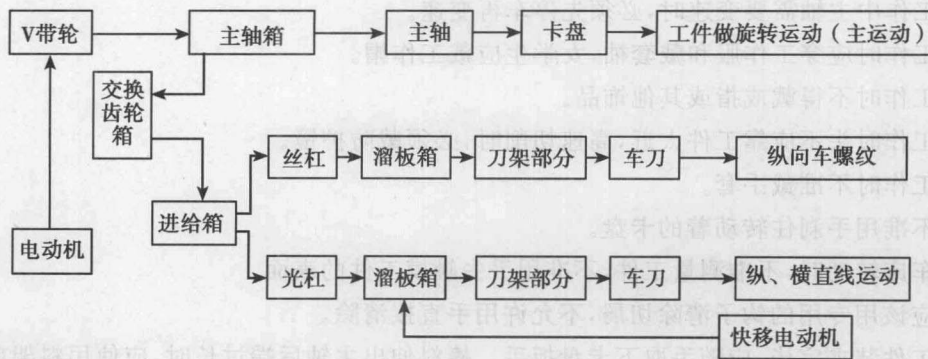 V带轮
主轴箱
主轴
卡盘
工件做旋转运动（主运动）
交换
齿轮
箱
丝杠
溜板箱
刀架部分
车刀
纵向车螺纹
进给箱
电动机
光杠
溜板箱
刀架部分
车刀
纵、横直线运动
快移电动机